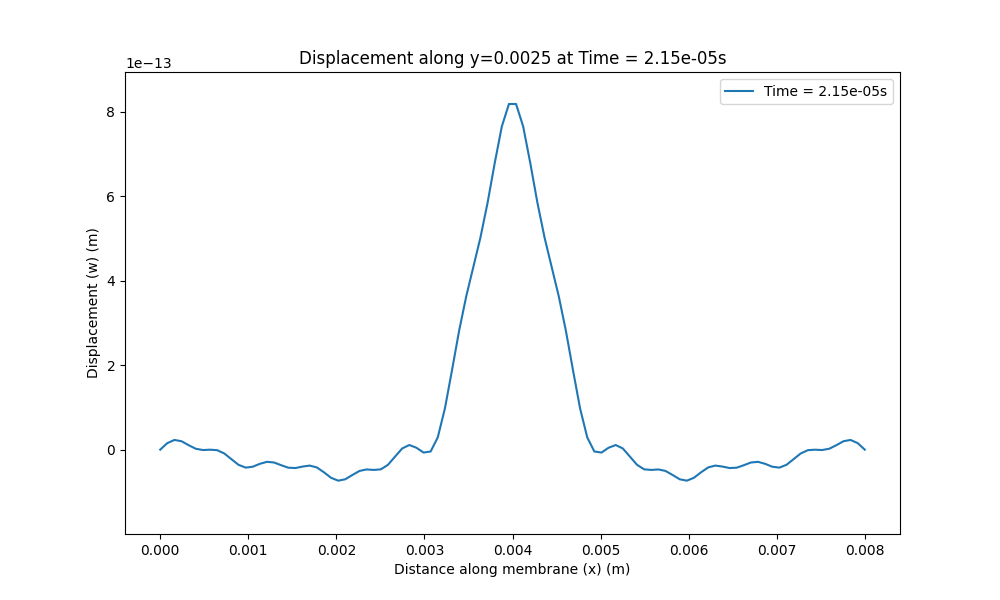 Displacement along y=0.0025 at Time = 2.15e-05s
1e−13
Time = 2.15e-05s
8
6
4
2
0
Displacement (w) (m)
0.000 0.001 0.002 0.003 0.004 0.005 0.006 0.007 0.008
Distance along membrane (x) (m)